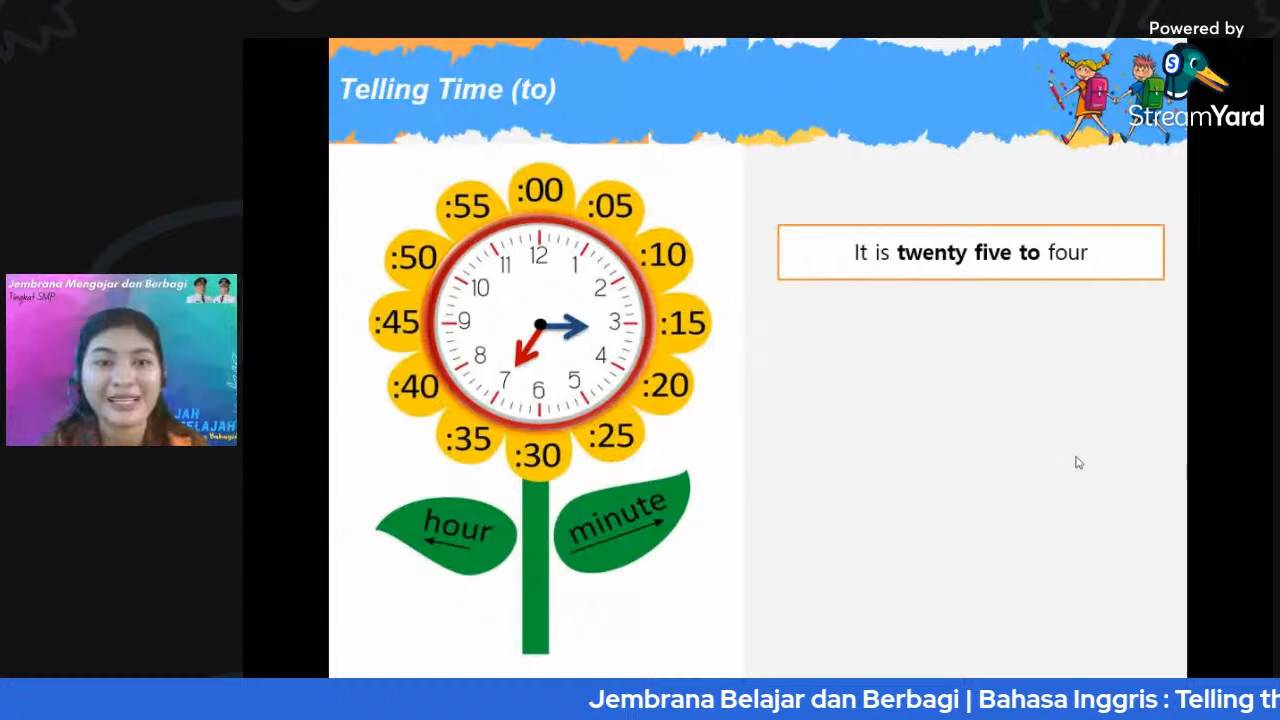 Powered by
StreamYard
Telling Time (to)
:00
:05
:10
:15
:20
:25
:30
:35
:40
:45
:50
:55
12
1
2
3
4
5
6
7
8
9
10
11
hour
minute
It is twenty five to four
Jembrana Mengajar dan Berbagi
Tingkat SMP
Jembrana Belajar dan Berbagi | Bahasa Inggris : Telling th